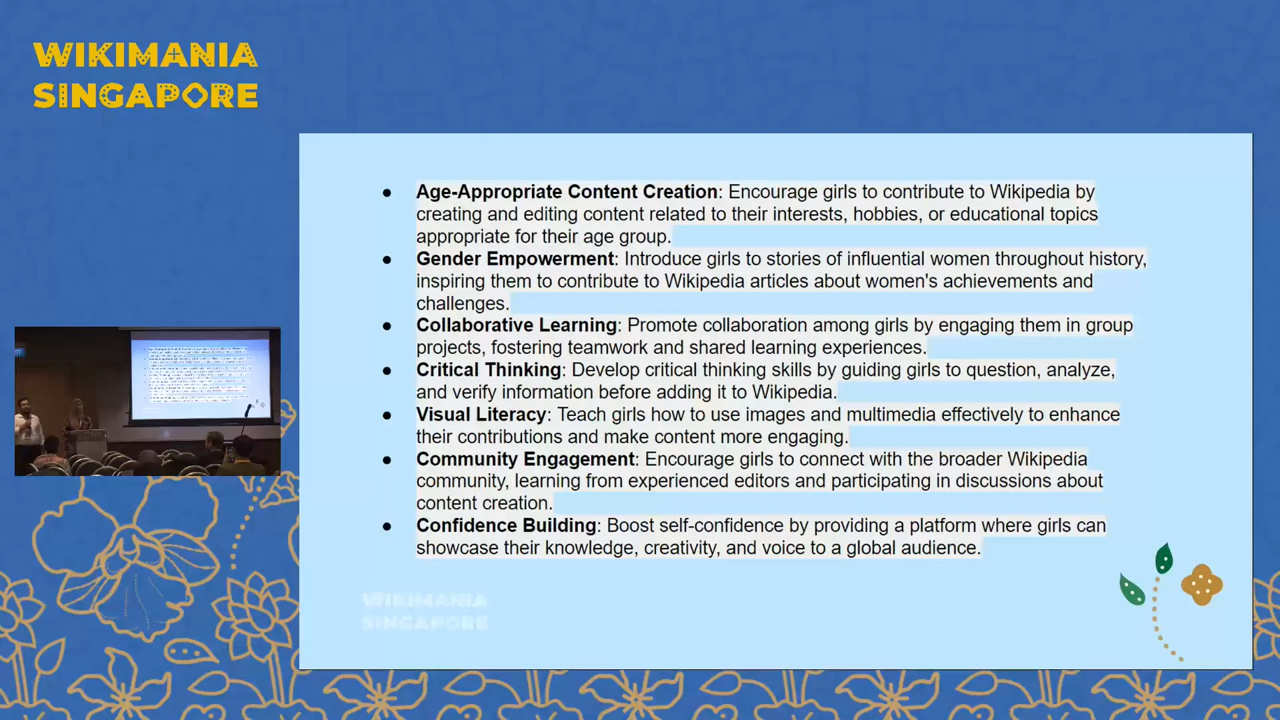 WIKIMANIA
SINGAPORE
● Age-Appropriate Content Creation: Encourage girls to contribute to Wikipedia by
creating and editing content related to their interests, hobbies, or educational topics
appropriate for their age group.
● Gender Empowerment: Introduce girls to stories of influential women throughout history,
inspiring them to contribute to Wikipedia articles about women's achievements and
challenges.
● Collaborative Learning: Promote collaboration among girls by engaging them in group
projects, fostering teamwork and shared learning experiences.
● Critical Thinking: Develop critical thinking skills by guiding girls to question, analyze,
and verify information before adding it to Wikipedia.
● Visual Literacy: Teach girls how to use images and multimedia effectively to enhance
their contributions and make content more engaging.
● Community Engagement: Encourage girls to connect with the broader Wikipedia
community, learning from experienced editors and participating in discussions about
content creation.
● Confidence Building: Boost self-confidence by providing a platform where girls can
showcase their knowledge, creativity, and voice to a global audience.
WIKIMANIA
SINGAPORE